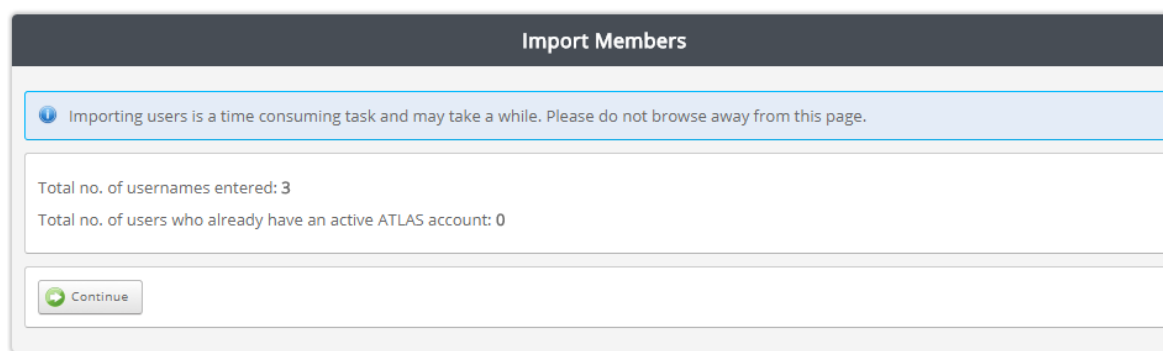 Import Members
Importing users is a time consuming task and may take a while. Please do not browse away from this page.
Total no. of usernames entered: 3
Total no. of users who already have an active ATLAS account: 0
Continue